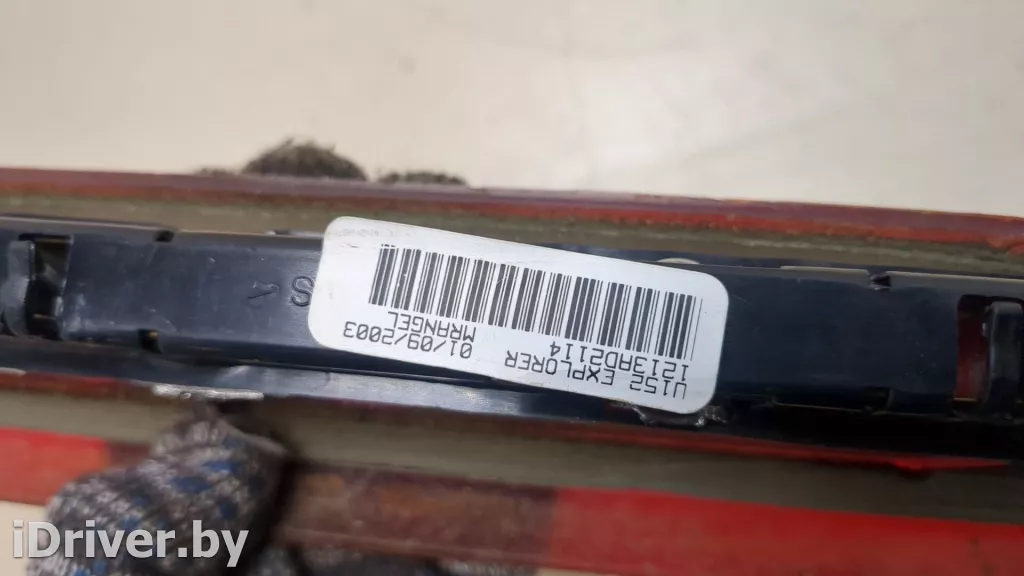 U152 EXPLORER 01/09/2003
1213AD2114 MRANGEL
S
iDriver.by